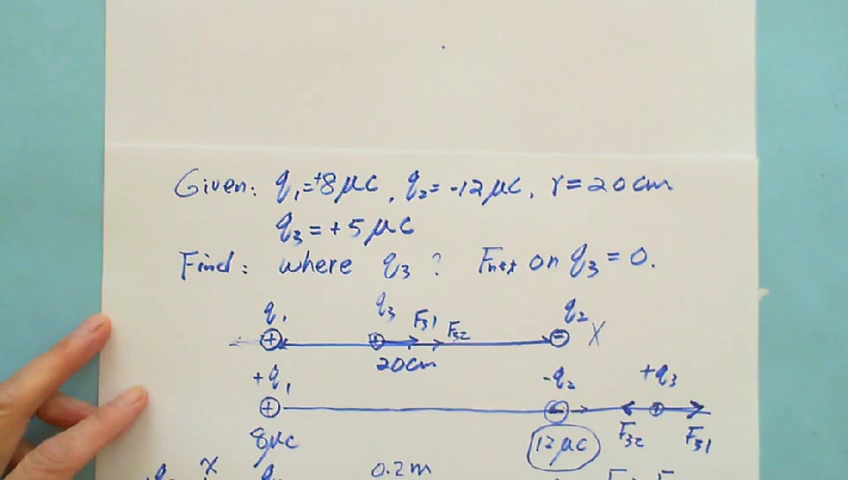 Given: q₁=+8μC, q₂=-12μC, r=20cm
q₃=+5μC
Find: where q₃? Fnet on q₃=0.
q₁ q₃ F31 F32 q₂ X
20cm
+q₁ -q₂ +q₃
8μC 12μC F32 F31
x 0.2m